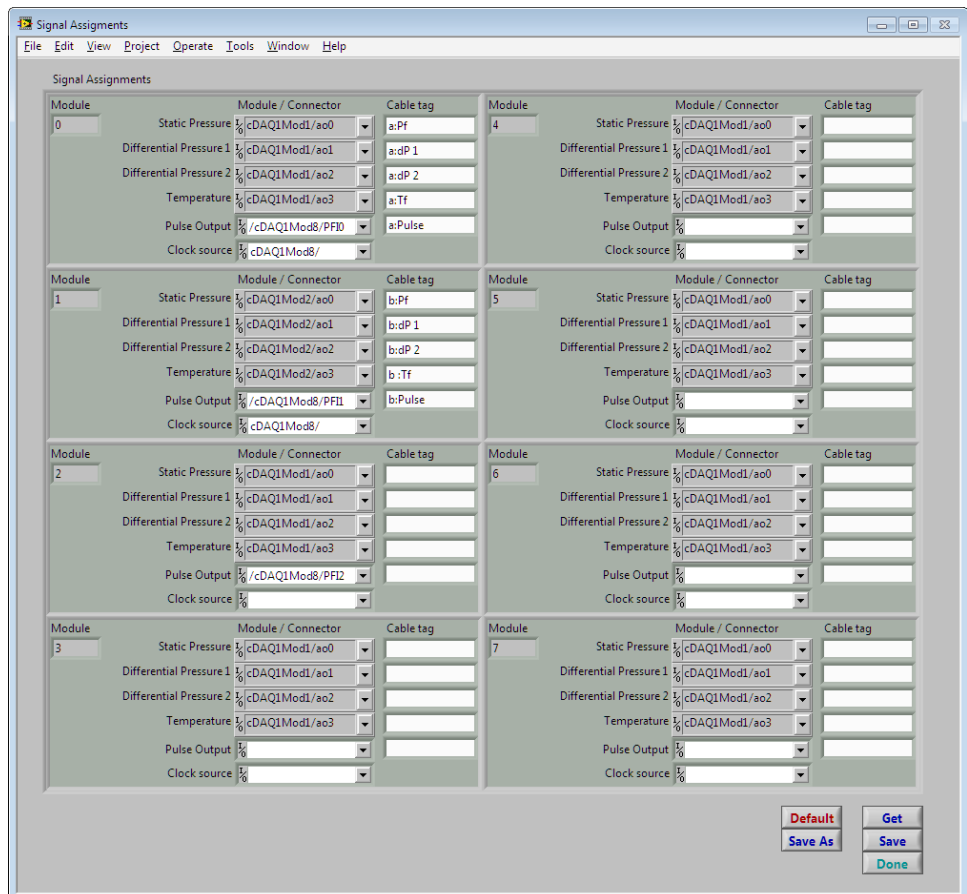 Signal Assigments
File Edit View Project Operate Tools Window Help
Signal Assignments
Module Module / Connector Cable tag
0
Static Pressure cDAQ1Mod1/ao0 a:Pf
Differential Pressure 1 cDAQ1Mod1/ao1 a:dP 1
Differential Pressure 2 cDAQ1Mod1/ao2 a:dP 2
Temperature cDAQ1Mod1/ao3 a:Tf
Pulse Output /cDAQ1Mod8/PFI0 a:Pulse
Clock source cDAQ1Mod8/
Module Module / Connector Cable tag
1
Static Pressure cDAQ1Mod2/ao0 b:Pf
Differential Pressure 1 cDAQ1Mod2/ao1 b:dP 1
Differential Pressure 2 cDAQ1Mod2/ao2 b:dP 2
Temperature cDAQ1Mod2/ao3 b :Tf
Pulse Output /cDAQ1Mod8/PFI1 b:Pulse
Clock source cDAQ1Mod8/
Module Module / Connector Cable tag
2
Static Pressure cDAQ1Mod1/ao0
Differential Pressure 1 cDAQ1Mod1/ao1
Differential Pressure 2 cDAQ1Mod1/ao2
Temperature cDAQ1Mod1/ao3
Pulse Output /cDAQ1Mod8/PFI2
Clock source
Module Module / Connector Cable tag
3
Static Pressure cDAQ1Mod1/ao0
Differential Pressure 1 cDAQ1Mod1/ao1
Differential Pressure 2 cDAQ1Mod1/ao2
Temperature cDAQ1Mod1/ao3
Pulse Output
Clock source
Module Module / Connector Cable tag
4
Static Pressure cDAQ1Mod1/ao0
Differential Pressure 1 cDAQ1Mod1/ao1
Differential Pressure 2 cDAQ1Mod1/ao2
Temperature cDAQ1Mod1/ao3
Pulse Output
Clock source
Module Module / Connector Cable tag
5
Static Pressure cDAQ1Mod1/ao0
Differential Pressure 1 cDAQ1Mod1/ao1
Differential Pressure 2 cDAQ1Mod1/ao2
Temperature cDAQ1Mod1/ao3
Pulse Output
Clock source
Module Module / Connector Cable tag
6
Static Pressure cDAQ1Mod1/ao0
Differential Pressure 1 cDAQ1Mod1/ao1
Differential Pressure 2 cDAQ1Mod1/ao2
Temperature cDAQ1Mod1/ao3
Pulse Output
Clock source
Module Module / Connector Cable tag
7
Static Pressure cDAQ1Mod1/ao0
Differential Pressure 1 cDAQ1Mod1/ao1
Differential Pressure 2 cDAQ1Mod1/ao2
Temperature cDAQ1Mod1/ao3
Pulse Output
Clock source
Default Get
Save As Save
Done